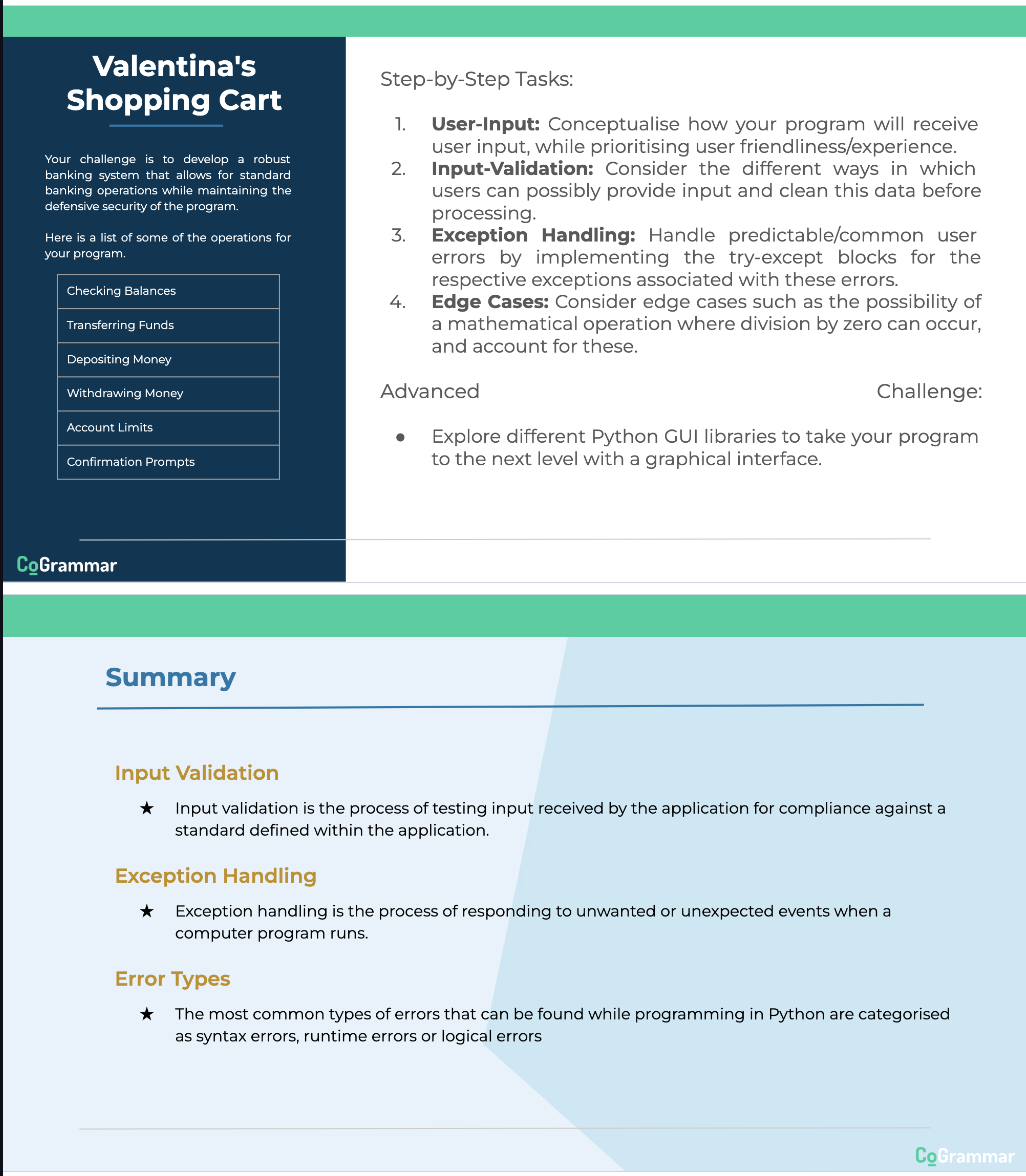 Valentina's
Shopping Cart
Your challenge is to develop a robust
banking system that allows for standard
banking operations while maintaining the
defensive security of the program.
Here is a list of some of the operations for
your program.
Checking Balances
Transferring Funds
Depositing Money
Withdrawing Money
Account Limits
Confirmation Prompts
CoGrammar
Step-by-Step Tasks:
1. User-Input: Conceptualise how your program will receive
user input, while prioritising user friendliness/experience.
2. Input-Validation: Consider the different ways in which
users can possibly provide input and clean this data before
processing.
3. Exception Handling: Handle predictable/common user
errors by implementing the try-except blocks for the
respective exceptions associated with these errors.
4. Edge Cases: Consider edge cases such as the possibility of
a mathematical operation where division by zero can occur,
and account for these.
Advanced Challenge:
● Explore different Python GUI libraries to take your program
to the next level with a graphical interface.
Summary
Input Validation
★ Input validation is the process of testing input received by the application for compliance against a
standard defined within the application.
Exception Handling
★ Exception handling is the process of responding to unwanted or unexpected events when a
computer program runs.
Error Types
★ The most common types of errors that can be found while programming in Python are categorised
as syntax errors, runtime errors or logical errors
CoGrammar